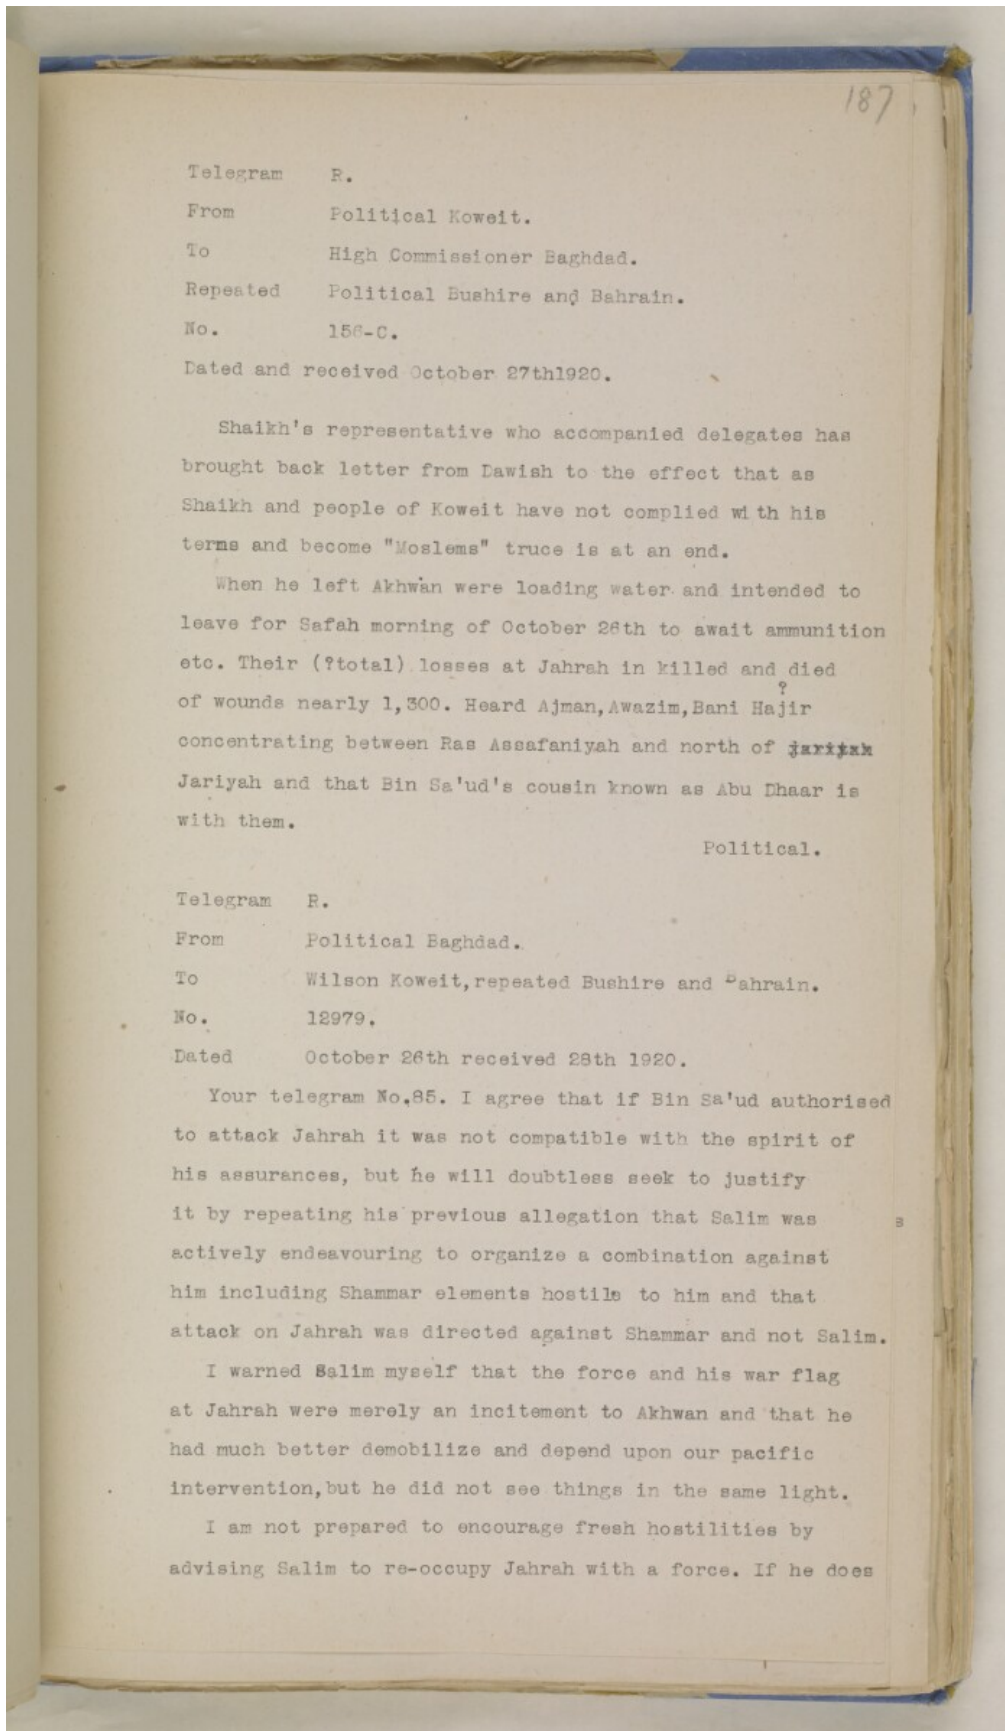 187
Telegram R.
From Political Koweit.
To High Commissioner Baghdad.
Repeated Political Bushire and Bahrain.
No. 156-C.
Dated and received October 27th1920.
Shaikh's representative who accompanied delegates has
brought back letter from Dawish to the effect that as
Shaikh and people of Koweit have not complied with his
terms and become "Moslems" truce is at an end.
When he left Akhwan were loading water and intended to
leave for Safah morning of October 26th to await ammunition
etc. Their (?total) losses at Jahrah in killed and died
?
of wounds nearly 1,300. Heard Ajman,Awazim,Bani Hajir
concentrating between Ras Assafaniyah and north of
Jariyah and that Bin Sa'ud's cousin known as Abu Dhaar is
with them.
Political.
Telegram R.
From Political Baghdad.
To Wilson Koweit,repeated Bushire and Bahrain.
No. 12979.
Dated October 26th received 28th 1920.
Your telegram No.85. I agree that if Bin Sa'ud authorised
to attack Jahrah it was not compatible with the spirit of
his assurances, but he will doubtless seek to justify
it by repeating his previous allegation that Salim was
s
actively endeavouring to organize a combination against
him including Shammar elements hostile to him and that
attack on Jahrah was directed against Shammar and not Salim.
I warned Salim myself that the force and his war flag
at Jahrah were merely an incitement to Akhwan and that he
had much better demobilize and depend upon our pacific
intervention,but he did not see things in the same light.
I am not prepared to encourage fresh hostilities by
advising Salim to re-occupy Jahrah with a force. If he does